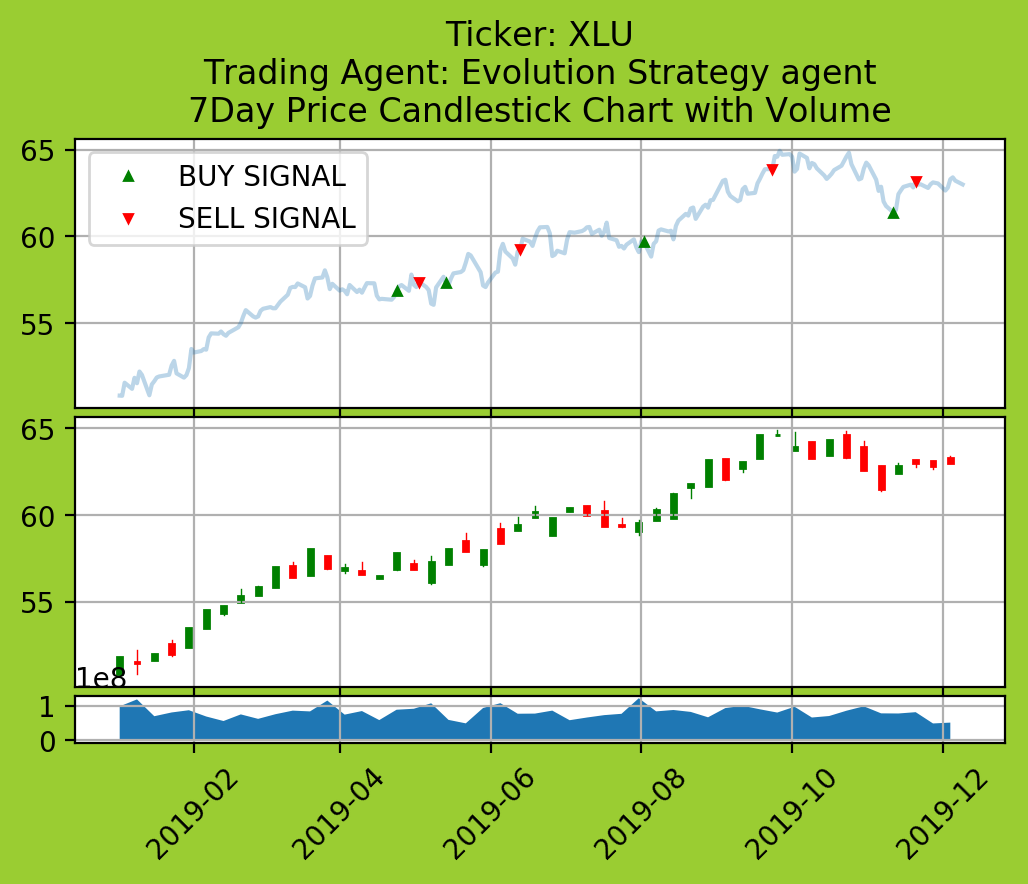 Ticker: XLU
Trading Agent: Evolution Strategy agent
7Day Price Candlestick Chart with Volume
65
60
55
BUY SIGNAL
SELL SIGNAL
65
60
55
1e8
1
0
2019-02
2019-04
2019-06
2019-08
2019-10
2019-12